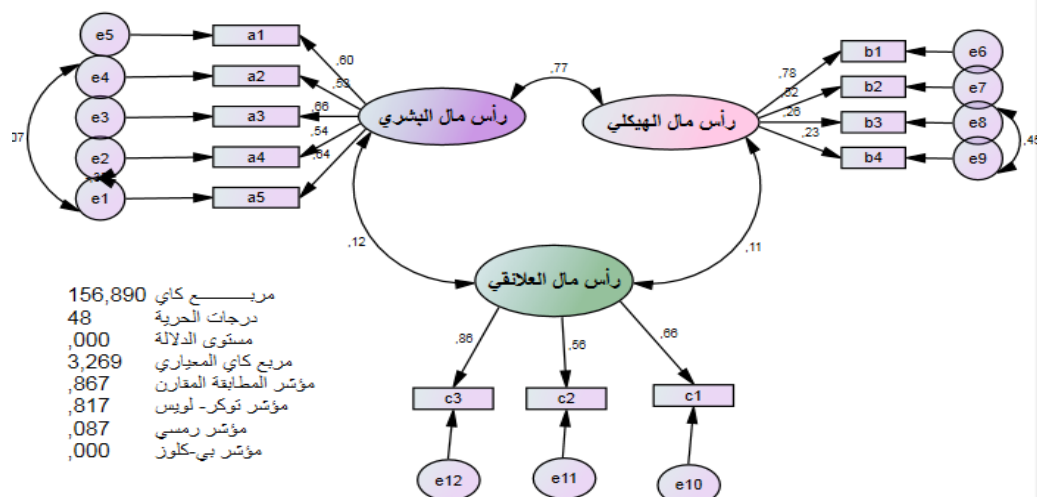 e5 a1
e4 a2
e3 a3
e2 a4
e1 a5
,60
,53
,66
,54
,64
,07
رأس مال البشري
,77
رأس مال الهيكلي
,78
,26
,23
b1 e6
b2 e7
b3 e8
b4 e9
,12
,11
رأس مال العلائقي
,86
,56
,66
c3 c2 c1
e12 e11 e10
مربـــــــع كاي 156,890
درجات الحرية 48
مستوى الدلالة ,000
مربع كاي المعياري 3,269
مؤشر المطابقة المقارن ,867
مؤشر توكر- لويس ,817
مؤشر رمسي ,087
مؤشر بي-كلوز ,000